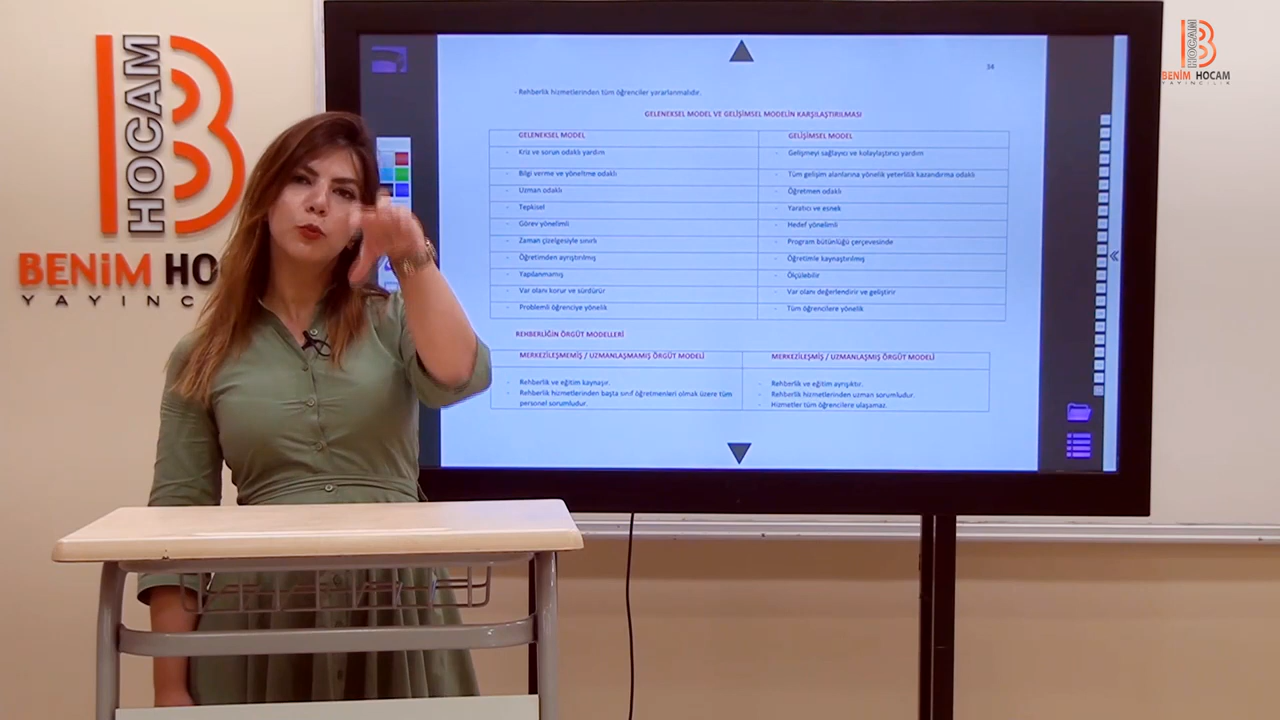 HOCAM
B
BENİM HO
YAYINC
HOCAM
BENİM HOCAM
YAYINCILIK
34
- Rehberlik hizmetlerinden tüm öğrenciler yararlanmalıdır.
GELENEKSEL MODEL VE GELİŞİMSEL MODELİN KARŞILAŞTIRILMASI
GELENEKSEL MODEL
GELİŞİMSEL MODEL
- Kriz ve sorun odaklı yardım
- Gelişmeyi sağlayıcı ve kolaylaştırıcı yardım
- Bilgi verme ve yöneltme odaklı
- Tüm gelişim alanlarına yönelik yeterlilik kazandırma odaklı
- Uzman odaklı
- Öğretmen odaklı
- Tepkisel
- Yaratıcı ve esnek
- Görev yönelimli
- Hedef yönelimli
- Zaman çizelgesiyle sınırlı
- Program bütünlüğü çerçevesinde
- Öğretimden ayrıştırılmış
- Öğretimle kaynaştırılmış
- Yapılanmamış
- Ölçülebilir
- Var olanı korur ve sürdürür
- Var olanı değerlendirir ve geliştirir
- Problemli öğrenciye yönelik
- Tüm öğrencilere yönelik
REHBERLİĞİN ÖRGÜT MODELLERİ
MERKEZİLEŞMEMİŞ / UZMANLAŞMAMIŞ ÖRGÜT MODELİ
MERKEZİLEŞMİŞ / UZMANLAŞMIŞ ÖRGÜT MODELİ
- Rehberlik ve eğitim kaynaşır.
- Rehberlik hizmetlerinden başta sınıf öğretmenleri olmak üzere tüm
personel sorumludur.
- Rehberlik ve eğitim ayrışıktır.
- Rehberlik hizmetlerinden uzman sorumludur.
- Hizmetler tüm öğrencilere ulaşamaz.